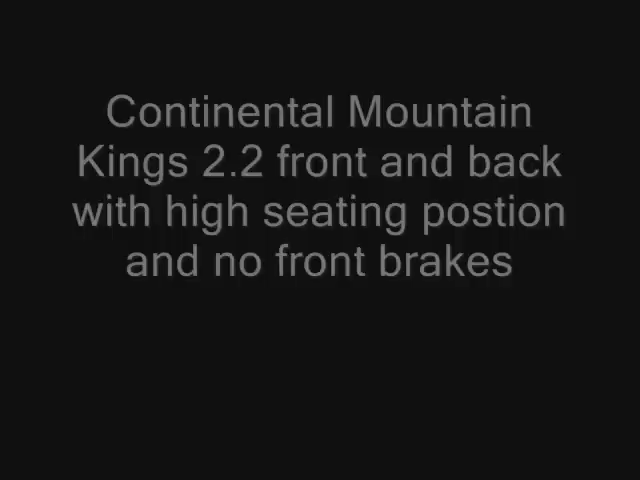 Continental Mountain
Kings 2.2 front and back
with high seating postion
and no front brakes